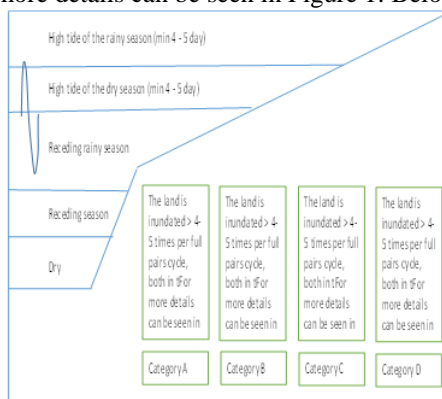 more details can be seen in Figure 1. Belo
High tide of the rainy season (min 4 - 5 day)
High tide of the dry season (min 4 - 5 day)
Receding rainy season
Receding season
Dry
The land is
inundated > 4-
5 times per full
pairs cycle,
both in tFor
more details
can be seen in
The land is
inundated > 4-
5 times per full
pairs cycle,
both in tFor
more details
can be seen in
The land is
inundated > 4-
5 times per full
pairs cycle,
both in tFor
more details
can be seen in
The land is
inundated > 4-
5 times per full
pairs cycle,
both in tFor
more details
can be seen in
Category A
Category B
Category C
Category D